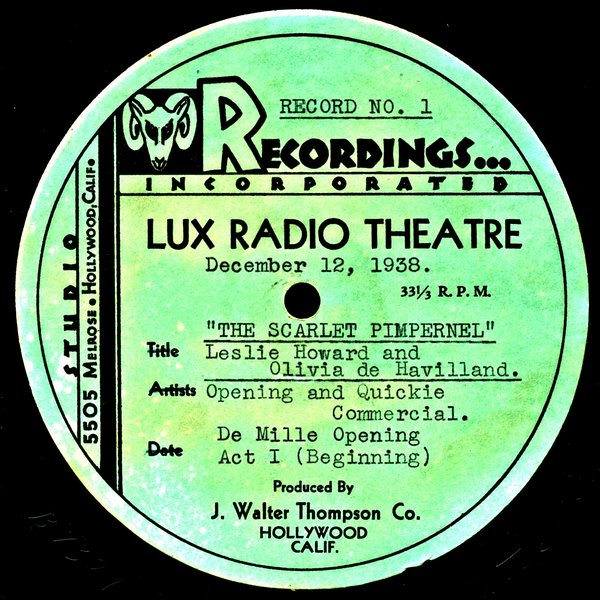 RECORD NO. 1
RECORDINGS...
INCORPORATED
LUX RADIO THEATRE
December 12, 1938.
33⅓ R.P.M.
"THE SCARLET PIMPERNEL"
Title Leslie Howard and
Olivia de Havilland.
Artists Opening and Quickie
Commercial.
De Mille Opening
Date Act I (Beginning)
Produced By
J. Walter Thompson Co.
HOLLYWOOD
CALIF.
STUDIO
5505 MELROSE • HOLLYWOOD, CALIF.